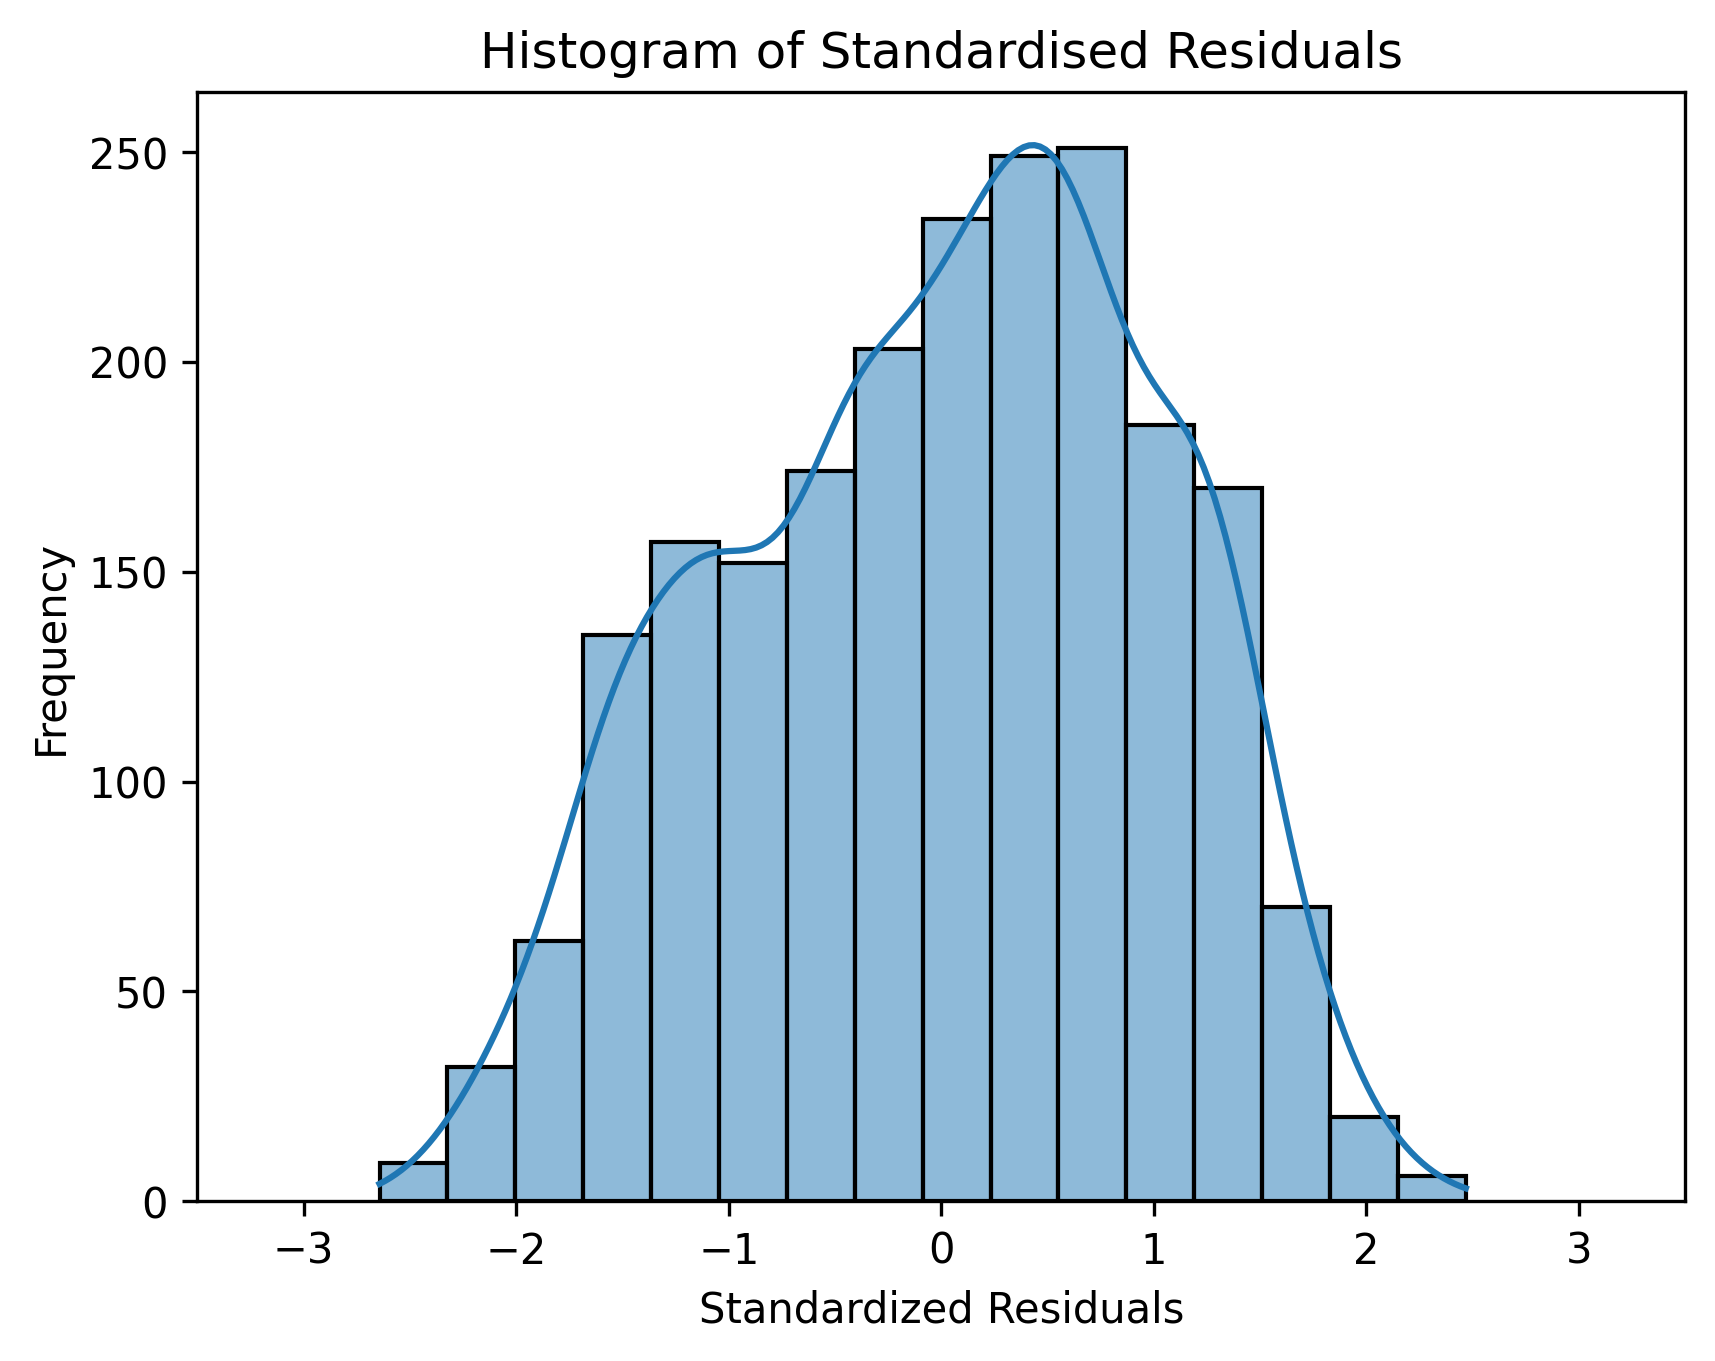 Histogram of Standardised Residuals
250
200
150
100
50
0
Frequency
−3 −2 −1 0 1 2 3
Standardized Residuals